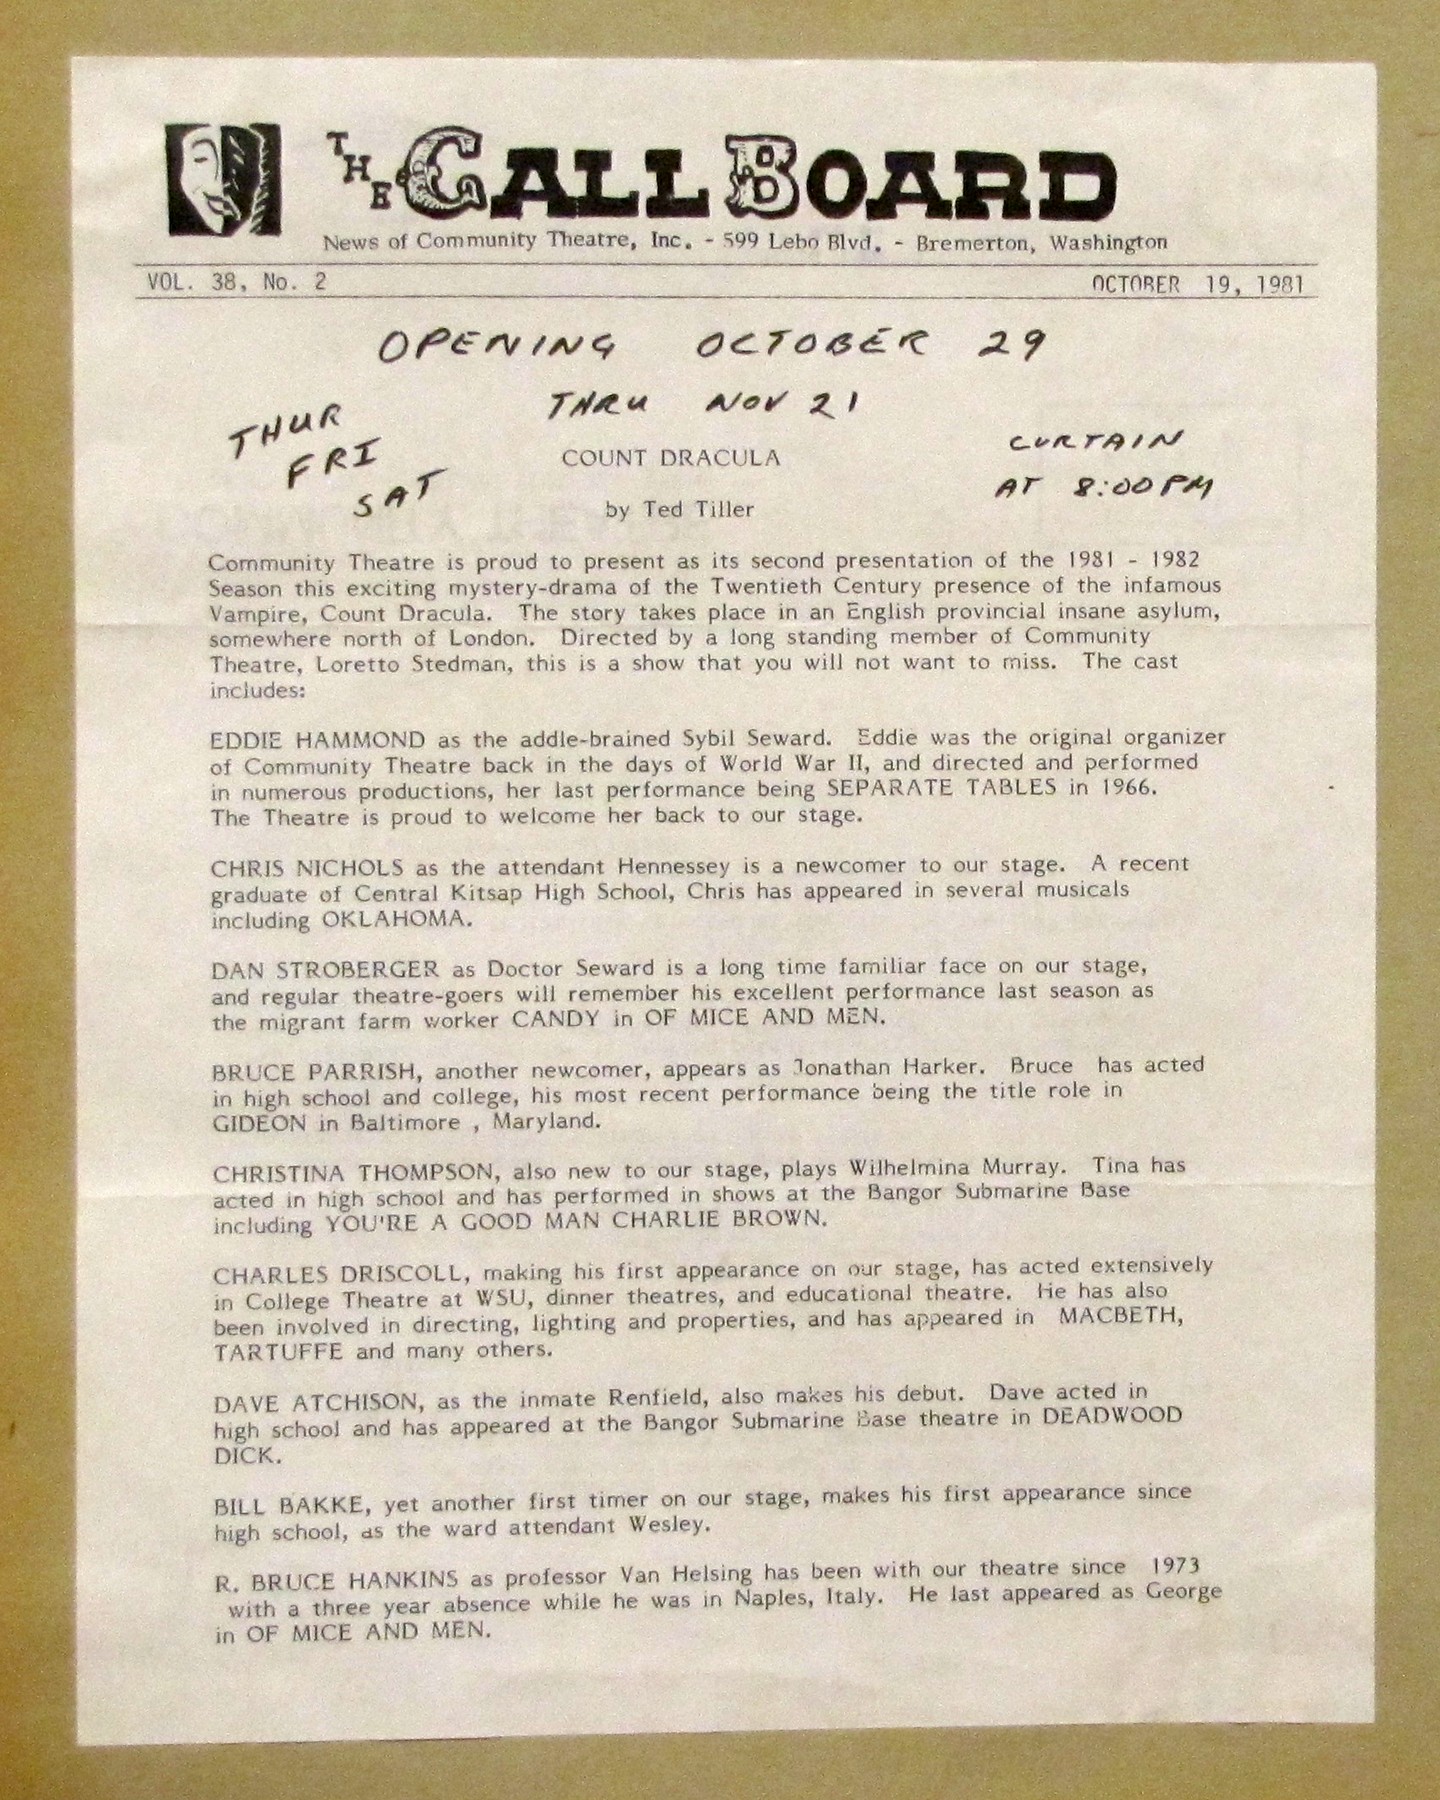 THE CALL BOARD
News of Community Theatre, Inc. - 599 Lebo Blvd. - Bremerton, Washington
VOL. 38, No. 2 OCTOBER 19, 1981
OPENING OCTOBER 29
THRU NOV 21
THUR
FRI
SAT
CURTAIN
AT 8:00 PM
COUNT DRACULA
by Ted Tiller
Community Theatre is proud to present as its second presentation of the 1981 - 1982
Season this exciting mystery-drama of the Twentieth Century presence of the infamous
Vampire, Count Dracula. The story takes place in an English provincial insane asylum,
somewhere north of London. Directed by a long standing member of Community
Theatre, Loretto Stedman, this is a show that you will not want to miss. The cast
includes:
EDDIE HAMMOND as the addle-brained Sybil Seward. Eddie was the original organizer
of Community Theatre back in the days of World War II, and directed and performed
in numerous productions, her last performance being SEPARATE TABLES in 1966.
The Theatre is proud to welcome her back to our stage.
CHRIS NICHOLS as the attendant Hennessey is a newcomer to our stage. A recent
graduate of Central Kitsap High School, Chris has appeared in several musicals
including OKLAHOMA.
DAN STROBERGER as Doctor Seward is a long time familiar face on our stage,
and regular theatre-goers will remember his excellent performance last season as
the migrant farm worker CANDY in OF MICE AND MEN.
BRUCE PARRISH, another newcomer, appears as Jonathan Harker. Bruce has acted
in high school and college, his most recent performance being the title role in
GIDEON in Baltimore , Maryland.
CHRISTINA THOMPSON, also new to our stage, plays Wilhelmina Murray. Tina has
acted in high school and has performed in shows at the Bangor Submarine Base
including YOU'RE A GOOD MAN CHARLIE BROWN.
CHARLES DRISCOLL, making his first appearance on our stage, has acted extensively
in College Theatre at WSU, dinner theatres, and educational theatre. He has also
been involved in directing, lighting and properties, and has appeared in MACBETH,
TARTUFFE and many others.
DAVE ATCHISON, as the inmate Renfield, also makes his debut. Dave acted in
high school and has appeared at the Bangor Submarine Base theatre in DEADWOOD
DICK.
BILL BAKKE, yet another first timer on our stage, makes his first appearance since
high school, as the ward attendant Wesley.
R. BRUCE HANKINS as professor Van Helsing has been with our theatre since 1973
with a three year absence while he was in Naples, Italy. He last appeared as George
in OF MICE AND MEN.